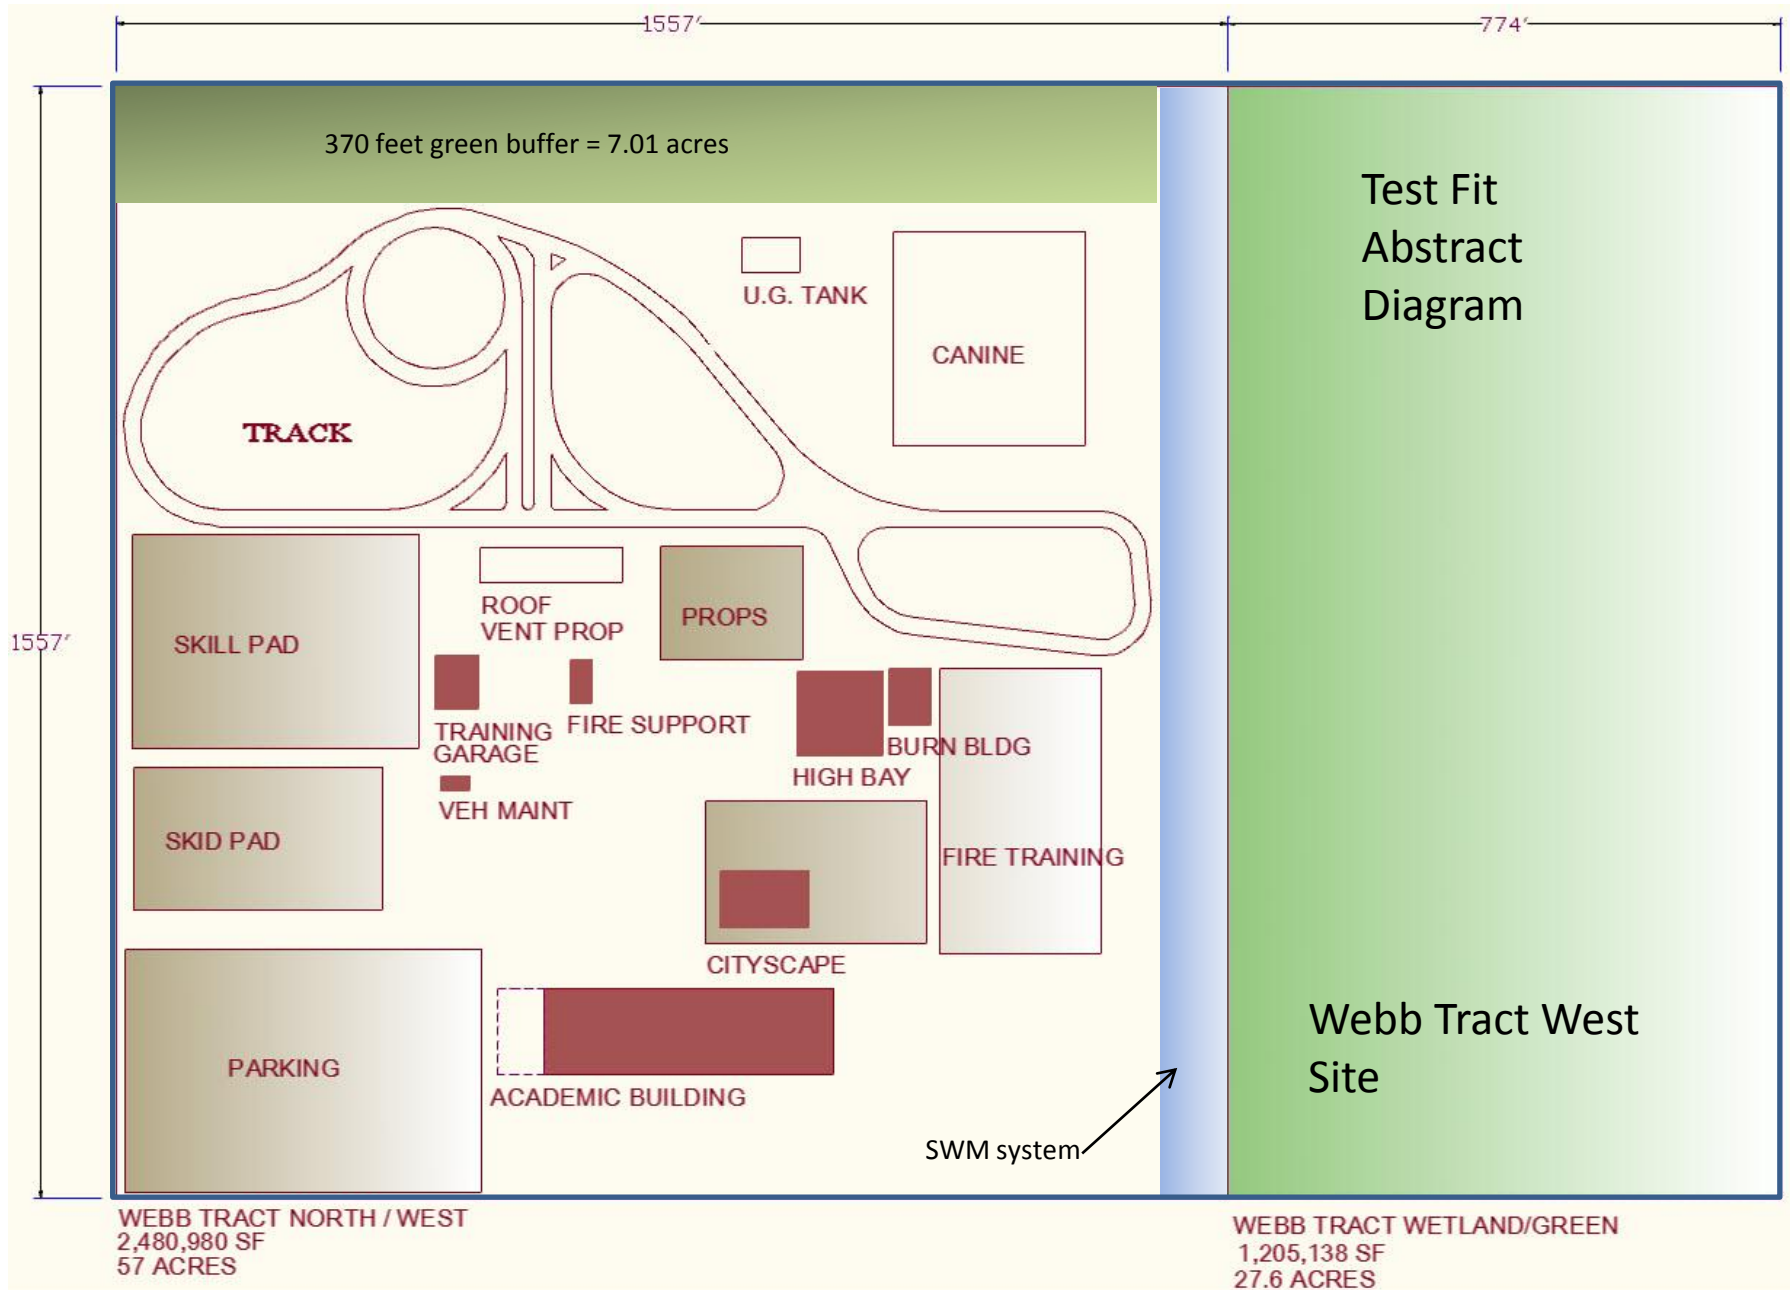 1557'
774'
370 feet green buffer = 7.01 acres
Test Fit
Abstract
Diagram
U.G. TANK
CANINE
TRACK
1557'
SKILL PAD
ROOF
VENT PROP
PROPS
TRAINING
GARAGE
FIRE SUPPORT
BURN BLDG
HIGH BAY
VEH MAINT
SKID PAD
FIRE TRAINING
CITYSCAPE
PARKING
ACADEMIC BUILDING
Webb Tract West
Site
SWM system
WEBB TRACT NORTH / WEST
2,480,980 SF
57 ACRES
WEBB TRACT WETLAND/GREEN
1,205,138 SF
27.6 ACRES